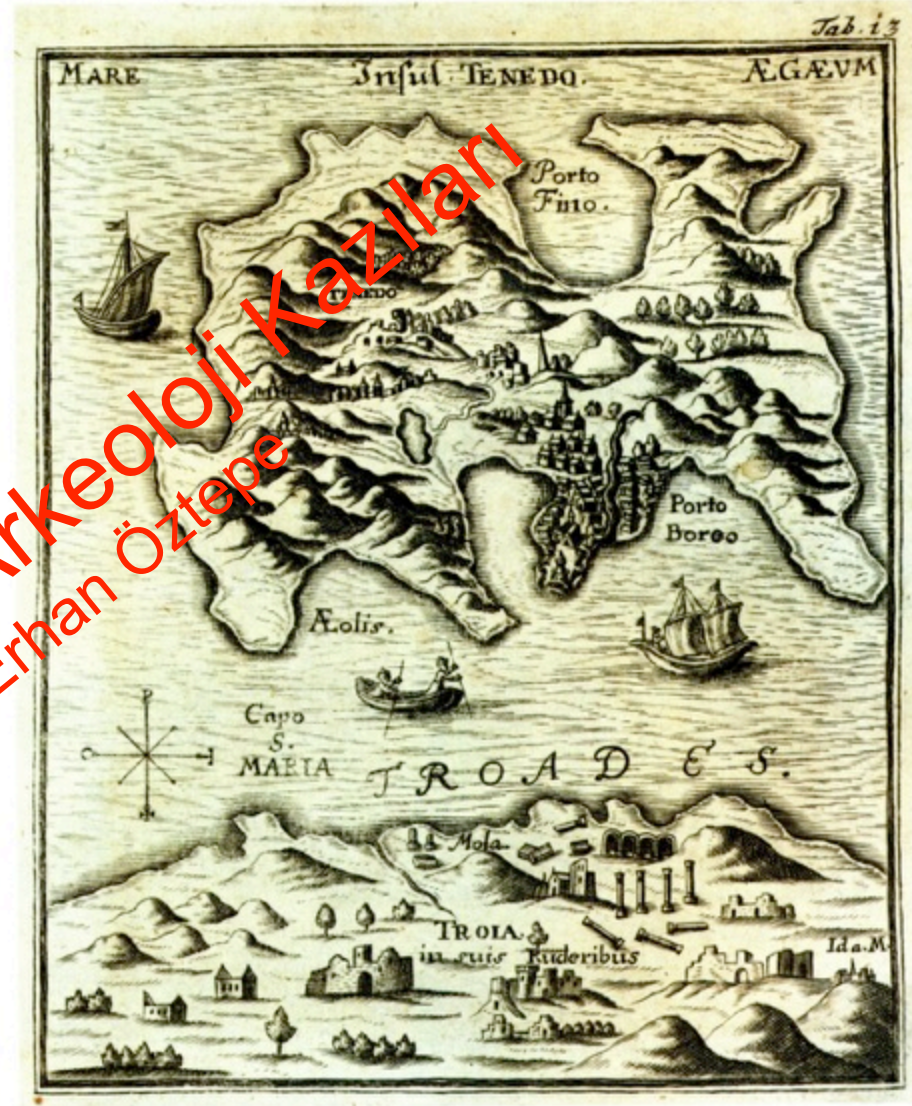 Tab. i3
MARE
Insul. TENEDO.
ÆGÆVM
Porto
Fino.
TENEDO
Porto
Boreo
Æolis.
Capo
S.
MARIA
TROADES.
Mola
TROIA
in suis Ruderibus
Ida. M.
P
Arkeoloji Kazıları
Erhan Öztepe